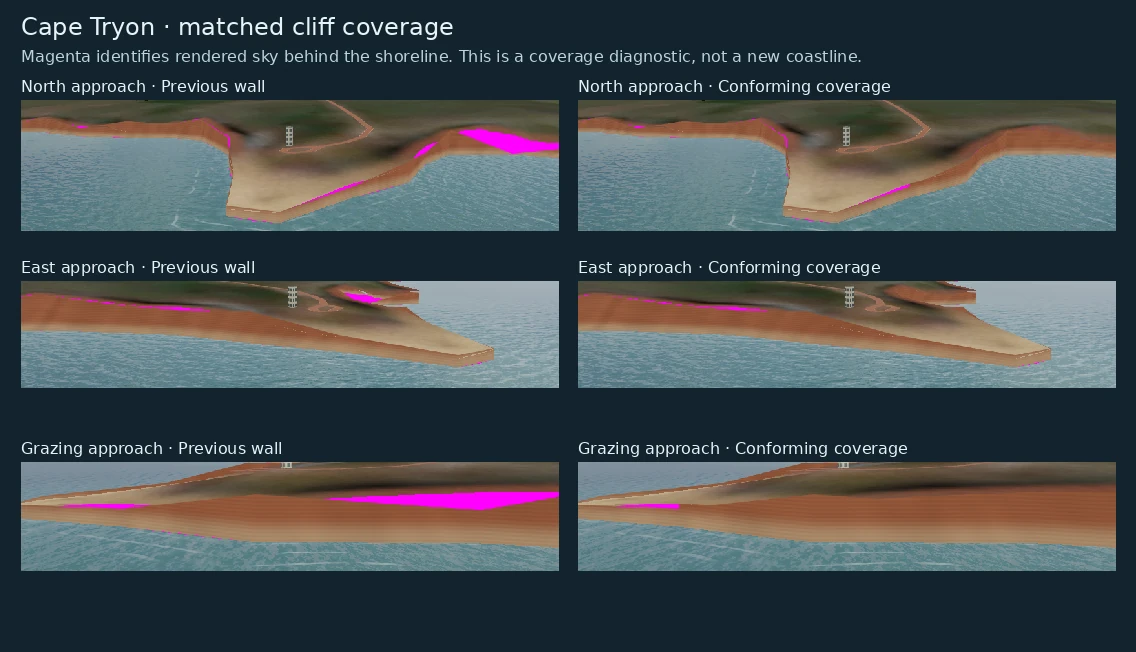 Cape Tryon · matched cliff coverage
Magenta identifies rendered sky behind the shoreline. This is a coverage diagnostic, not a new coastline.
North approach · Previous wall
North approach · Conforming coverage
East approach · Previous wall
East approach · Conforming coverage
Grazing approach · Previous wall
Grazing approach · Conforming coverage